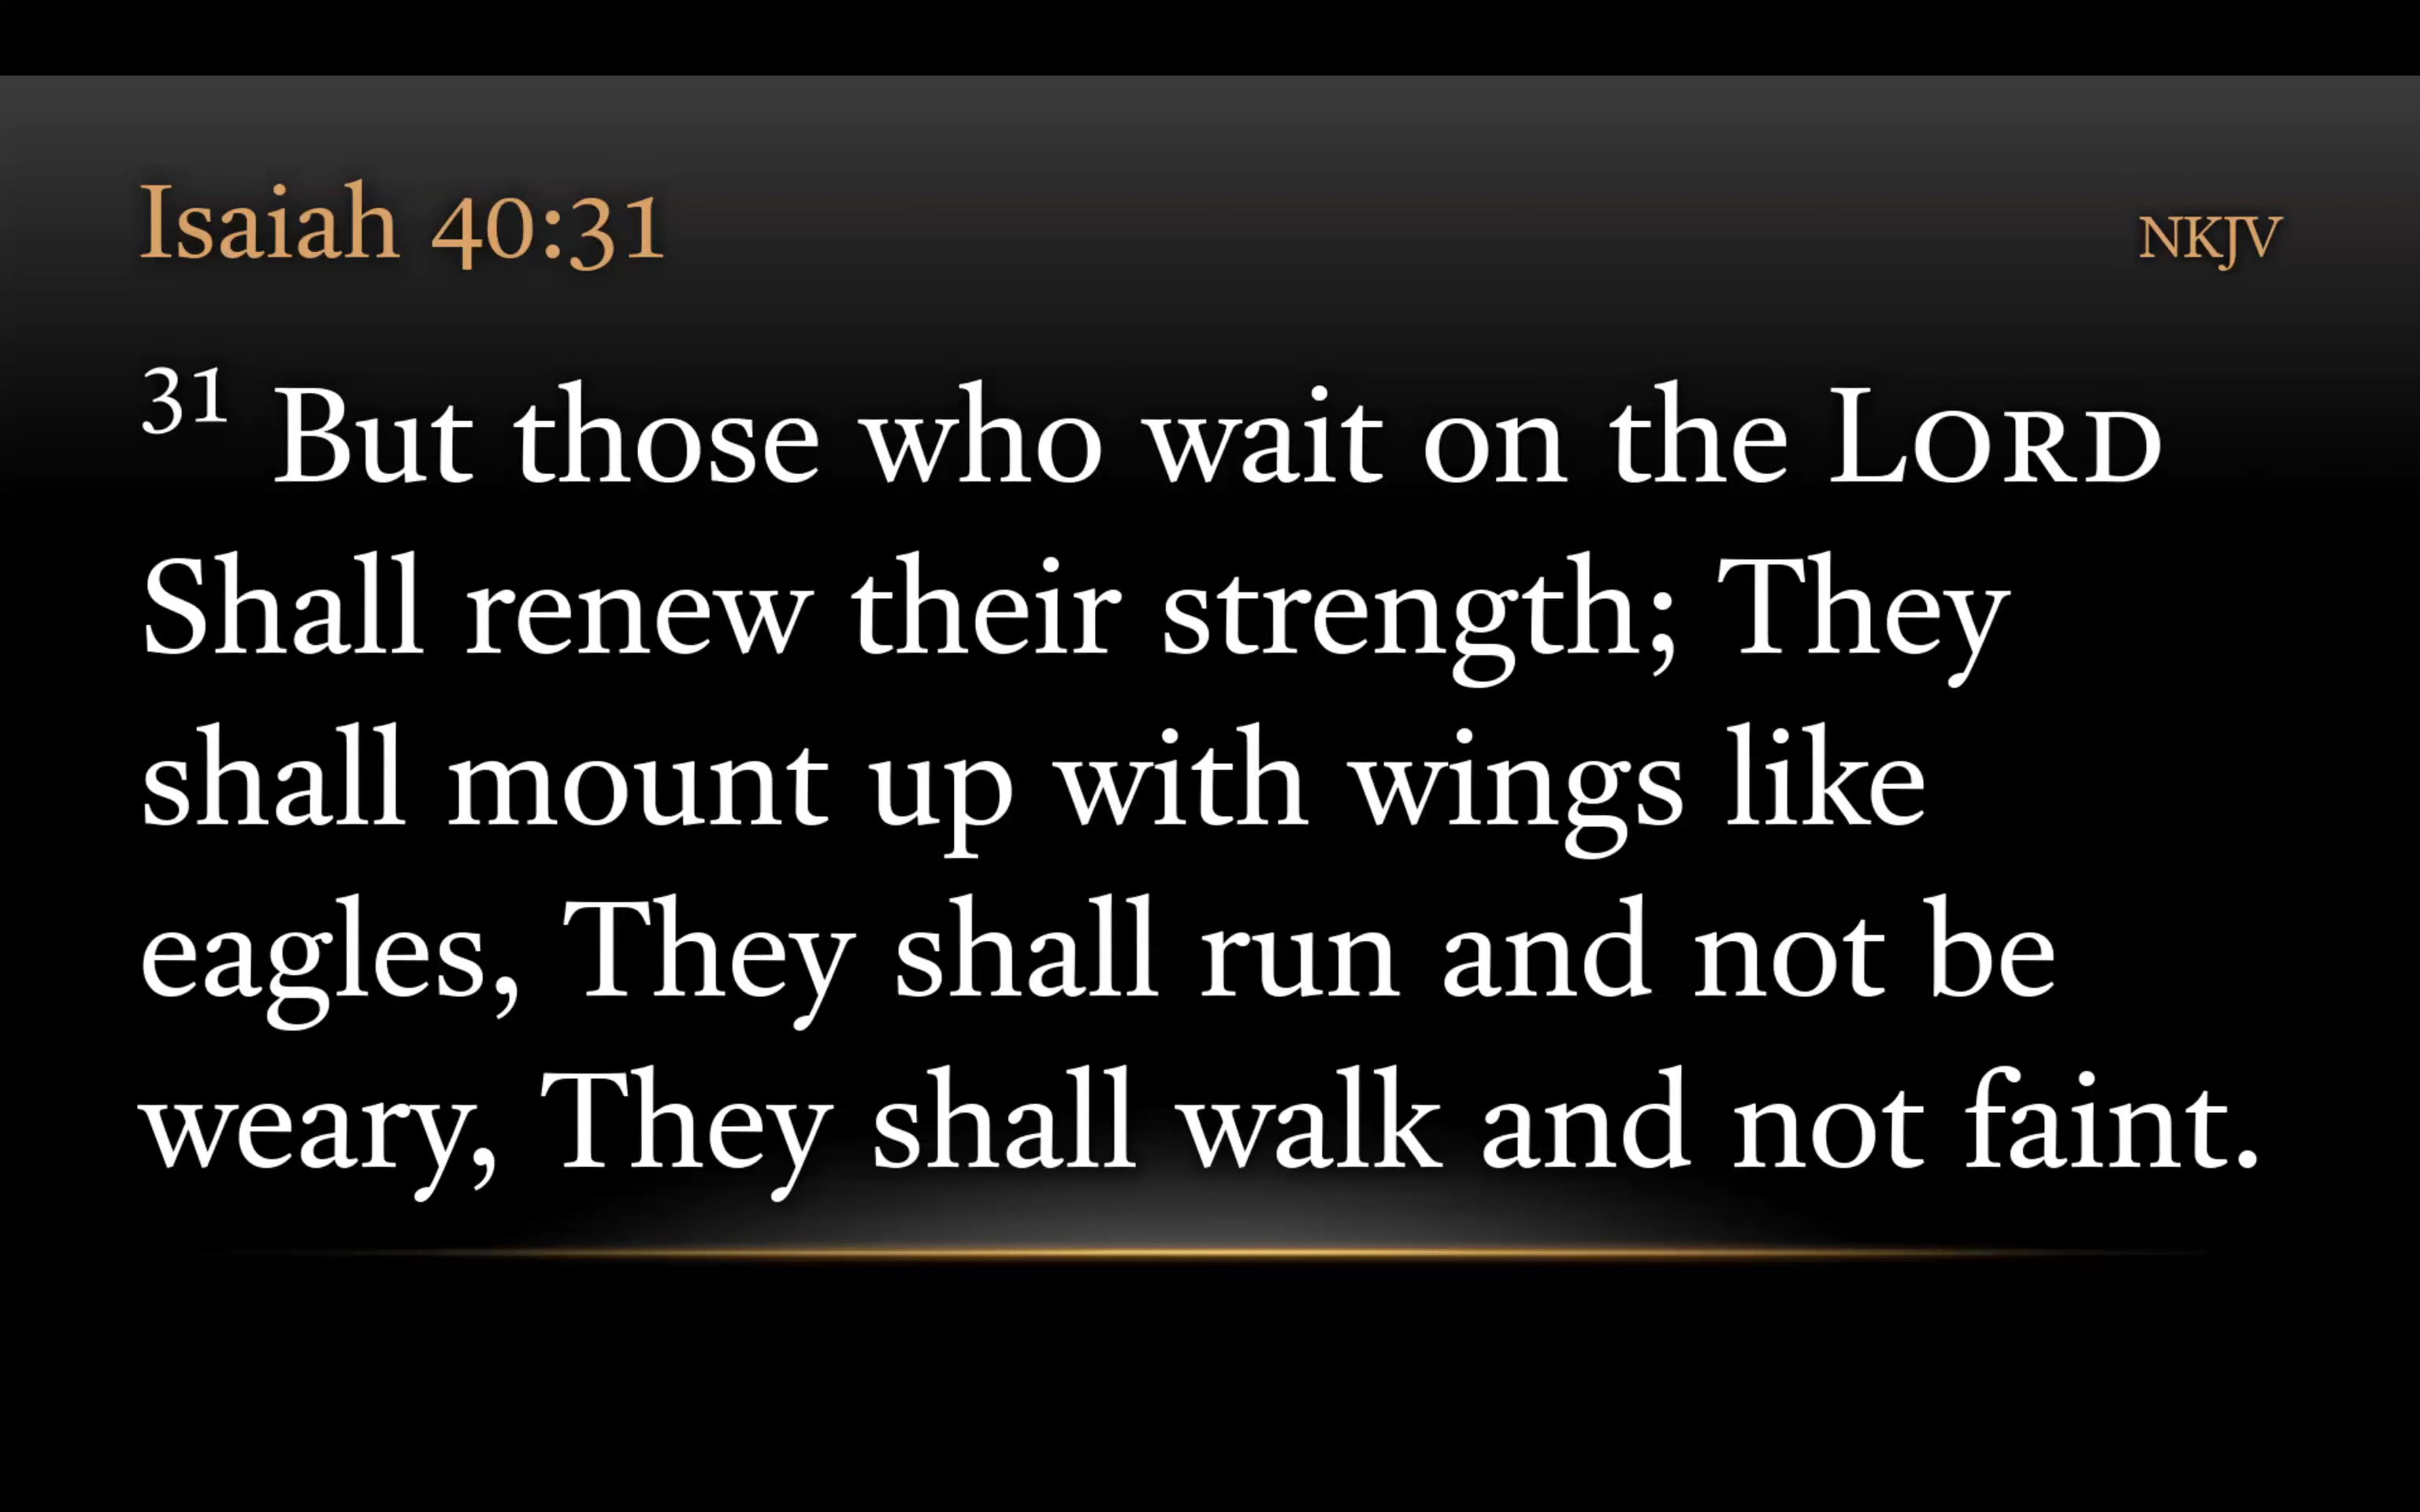 Isaiah 40:31 NKJV
31 But those who wait on the LORD
Shall renew their strength; They
shall mount up with wings like
eagles, They shall run and not be
weary, They shall walk and not faint.